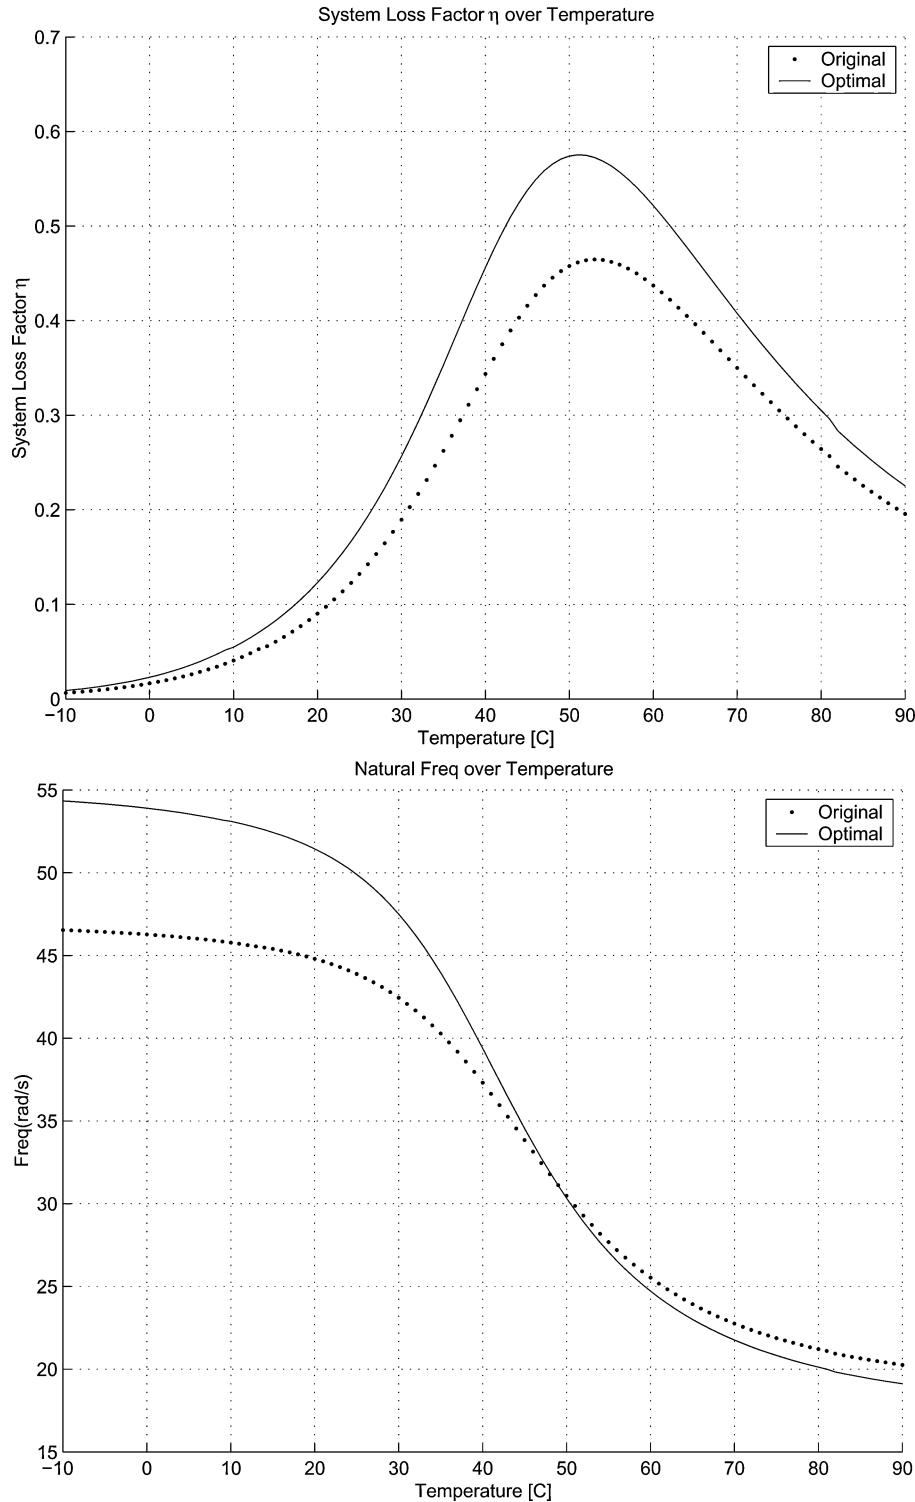 System Loss Factor η over Temperature
0.7
Original
Optimal
0.6
0.5
0.4
0.3
0.2
0.1
0
System Loss Factor η
−10 0 10 20 30 40 50 60 70 80 90
Temperature [C]
Natural Freq over Temperature
55
Original
Optimal
50
45
40
35
30
25
20
15
Freq(rad/s)
−10 0 10 20 30 40 50 60 70 80 90
Temperature [C]